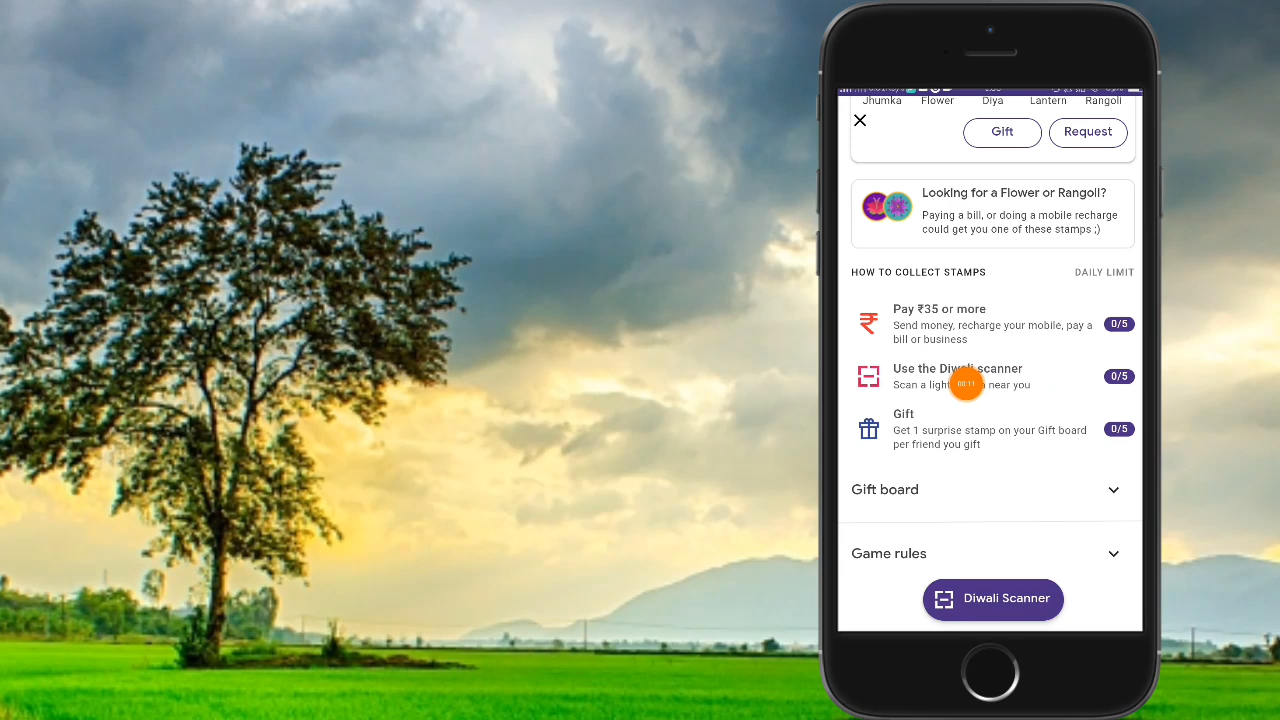 Jhumka Flower Diya Lantern Rangoli
Gift Request
Looking for a Flower or Rangoli?
Paying a bill, or doing a mobile recharge
could get you one of these stamps ;)
HOW TO COLLECT STAMPS DAILY LIMIT
Pay ₹35 or more
Send money, recharge your mobile, pay a
bill or business
0/5
Use the Diwali scanner
Scan a light near you
0/5
00:11
Gift
Get 1 surprise stamp on your Gift board
per friend you gift
0/5
Gift board
Game rules
Diwali Scanner